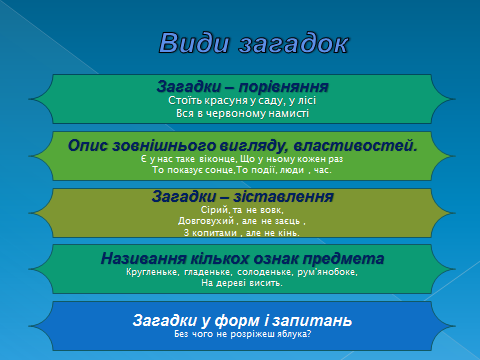 Види загадок
Загадки – порівняння
Стоїть красуня у саду, у лісі
Вся в червоному намисті
Опис зовнішнього вигляду, властивостей.
Є у нас таке віконце, Що у ньому кожен раз
То показує сонце,То події, люди , час.
Загадки – зіставлення
Сірий, та не вовк,
Довговухий , але не заєць ,
З копитами , але не кінь.
Називання кількох ознак предмета
Кругленьке, гладеньке, солоденьке, рум'янобоке,
На дереві висить.
Загадки у форм і запитань
Без чого не розріжеш яблука?